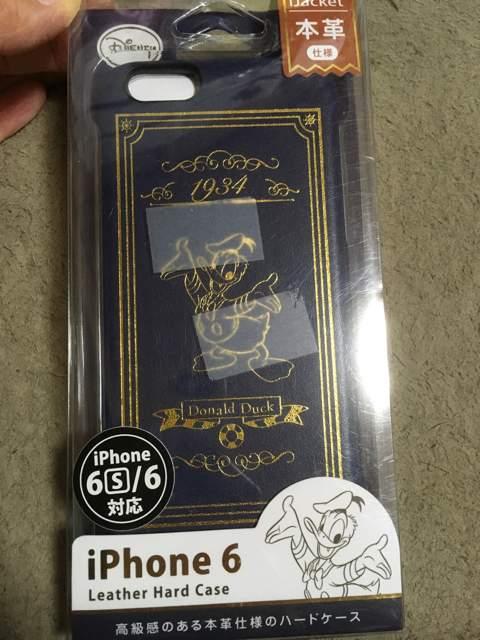 Jacket
本革
仕様
Disney
1934
Donald Duck
iPhone
6S/6
対応
iPhone 6
Leather Hard Case
高級感のある本革仕様のハードケース